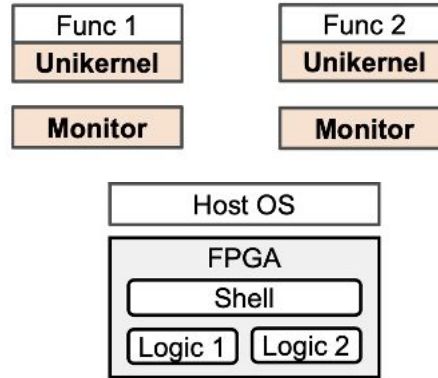 Func 1
Func 2
Unikernel
Unikernel
Monitor
Monitor
Host OS
FPGA
Shell
Logic 1
Logic 2